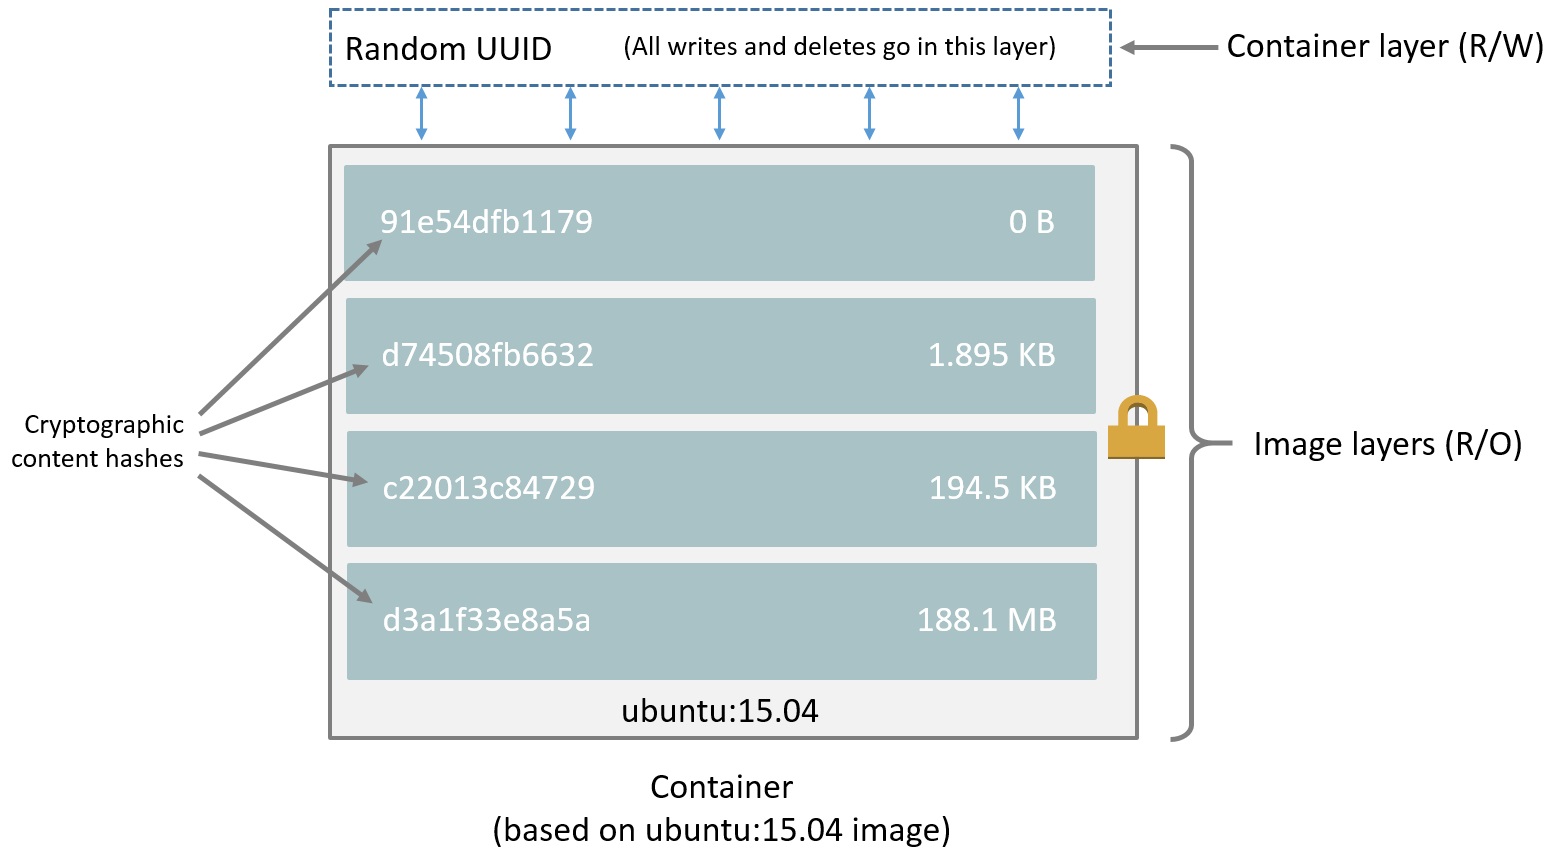 Random UUID (All writes and deletes go in this layer)
Container layer (R/W)
91e54dfb1179 0 B
d74508fb6632 1.895 KB
Cryptographic
content hashes
Image layers (R/O)
c22013c84729 194.5 KB
d3a1f33e8a5a 188.1 MB
ubuntu:15.04
Container
(based on ubuntu:15.04 image)